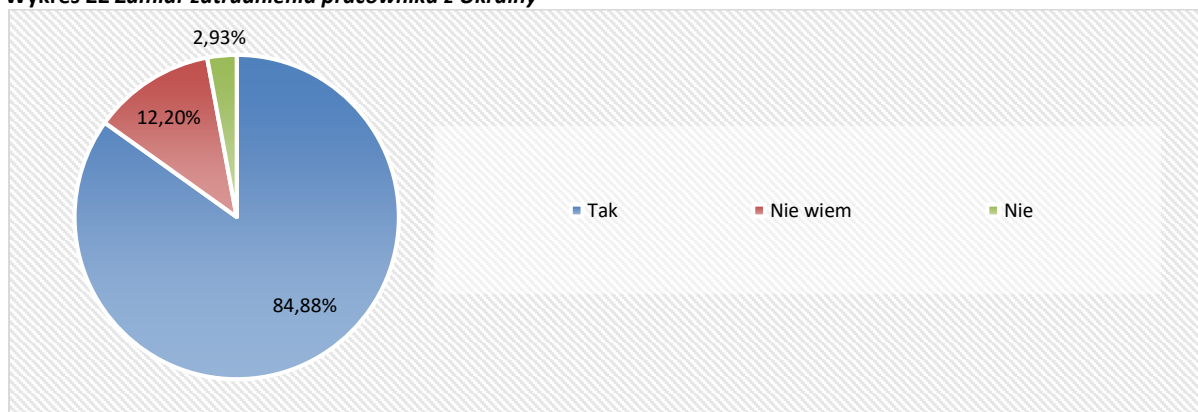 Wykres 22 Zamiar zatrudnienia pracownika z Ukrainy
2,93%
12,20%
84,88%
Tak
Nie wiem
Nie